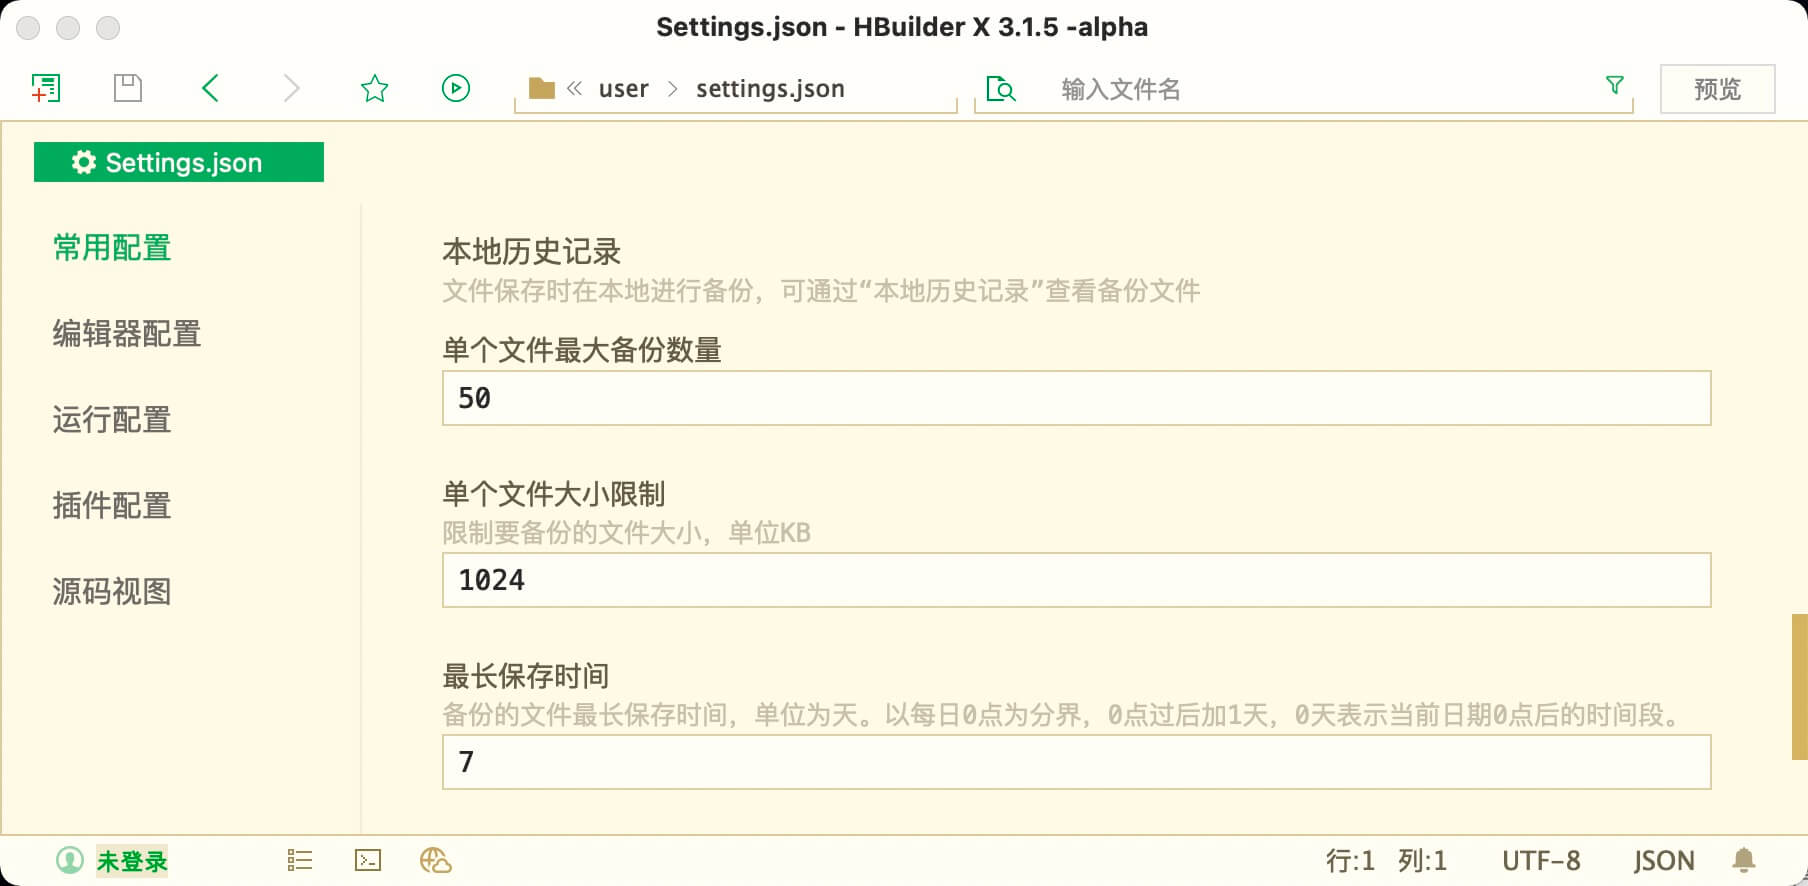 Settings.json - HBuilder X 3.1.5 -alpha
user
settings.json
输入文件名
预览
Settings.json
常用配置
编辑器配置
运行配置
插件配置
源码视图
本地历史记录
文件保存时在本地进行备份，可通过“本地历史记录”查看备份文件
单个文件最大备份数量
50
单个文件大小限制
限制要备份的文件大小，单位KB
1024
最长保存时间
备份的文件最长保存时间，单位为天。以每日0点为分界，0点过后加1天，0天表示当前日期0点后的时间段。
7
未登录
行:1 列:1
UTF-8
JSON